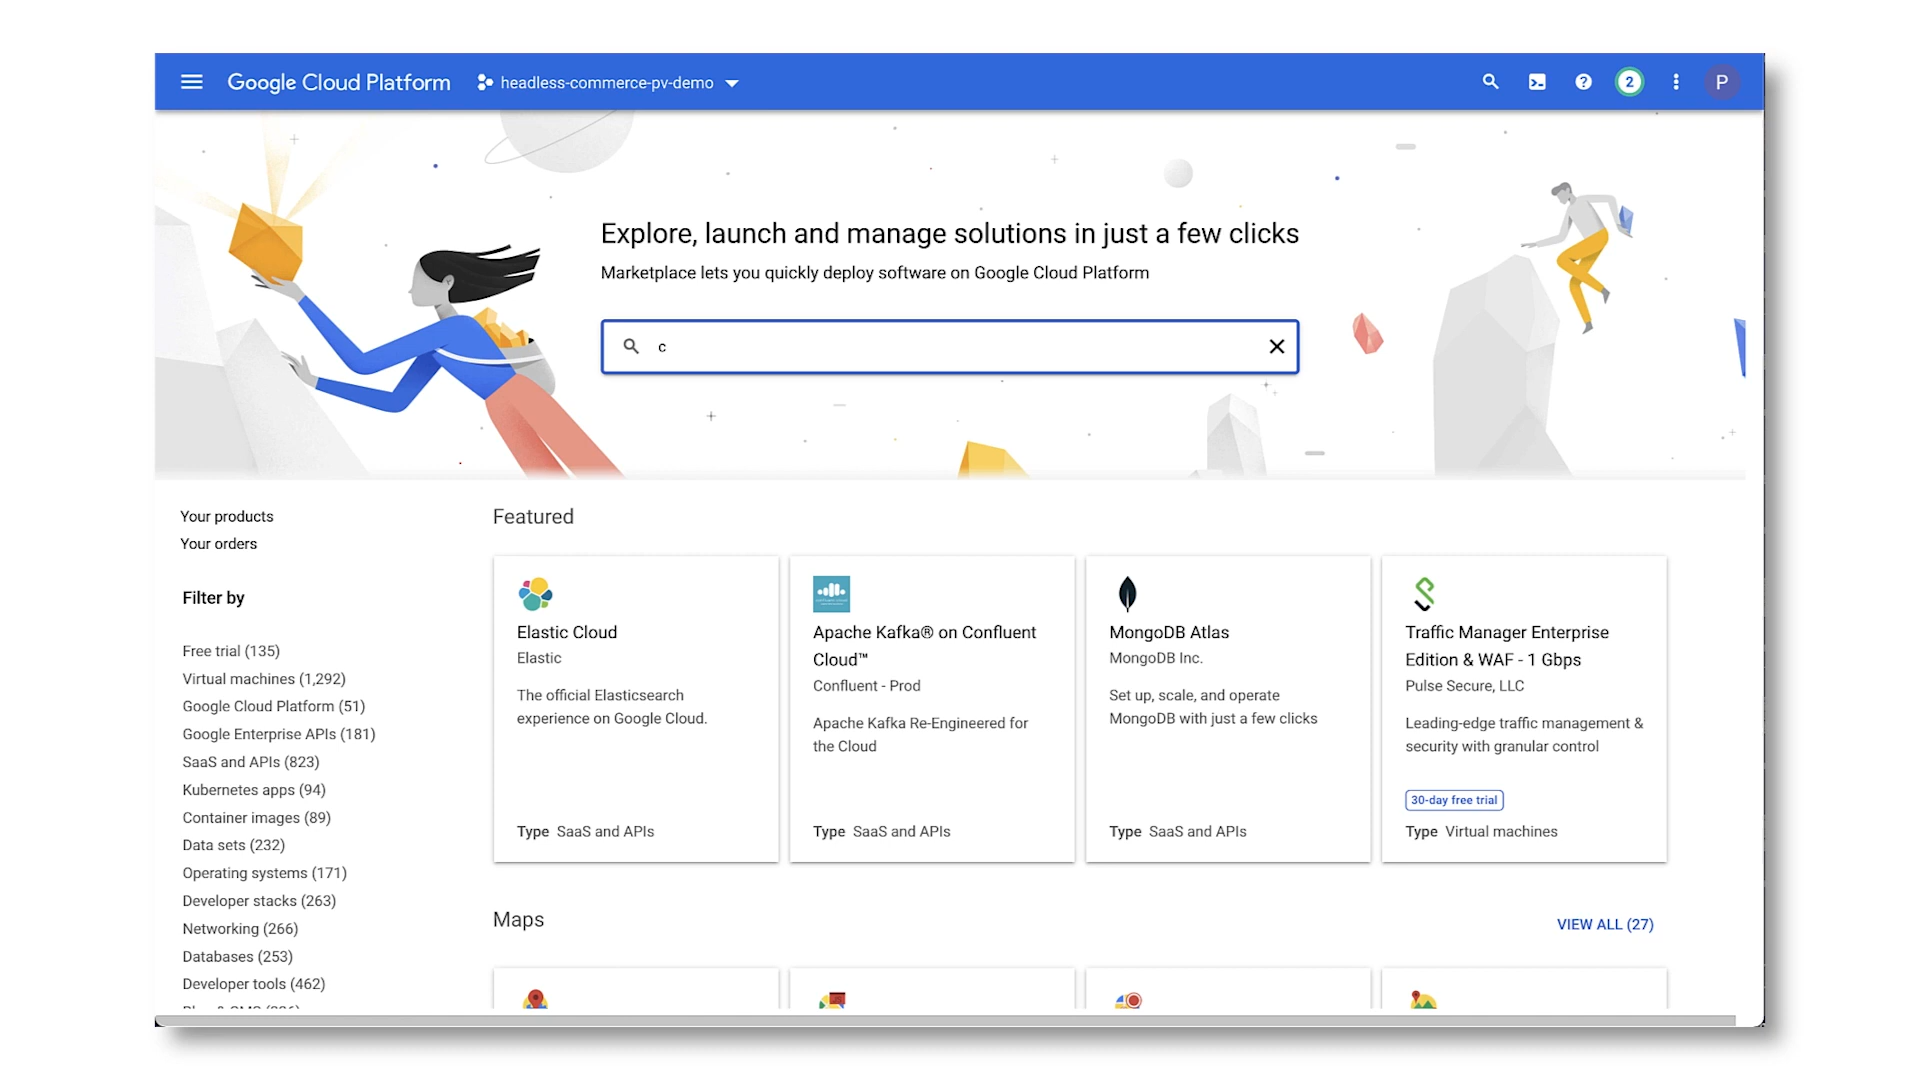 Google Cloud Platform headless-commerce-pv-demo 2 P
Explore, launch and manage solutions in just a few clicks
Marketplace lets you quickly deploy software on Google Cloud Platform
c
Your products
Your orders
Filter by
Free trial (135)
Virtual machines (1,292)
Google Cloud Platform (51)
Google Enterprise APIs (181)
SaaS and APIs (823)
Kubernetes apps (94)
Container images (89)
Data sets (232)
Operating systems (171)
Developer stacks (263)
Networking (266)
Databases (253)
Developer tools (462)
Featured
Elastic Cloud
Elastic
The official Elasticsearch
experience on Google Cloud.
Type SaaS and APIs
Apache Kafka® on Confluent
Cloud™
Confluent - Prod
Apache Kafka Re-Engineered for
the Cloud
Type SaaS and APIs
MongoDB Atlas
MongoDB Inc.
Set up, scale, and operate
MongoDB with just a few clicks
Type SaaS and APIs
Traffic Manager Enterprise
Edition & WAF - 1 Gbps
Pulse Secure, LLC
Leading-edge traffic management &
security with granular control
30-day free trial
Type Virtual machines
Maps
VIEW ALL (27)